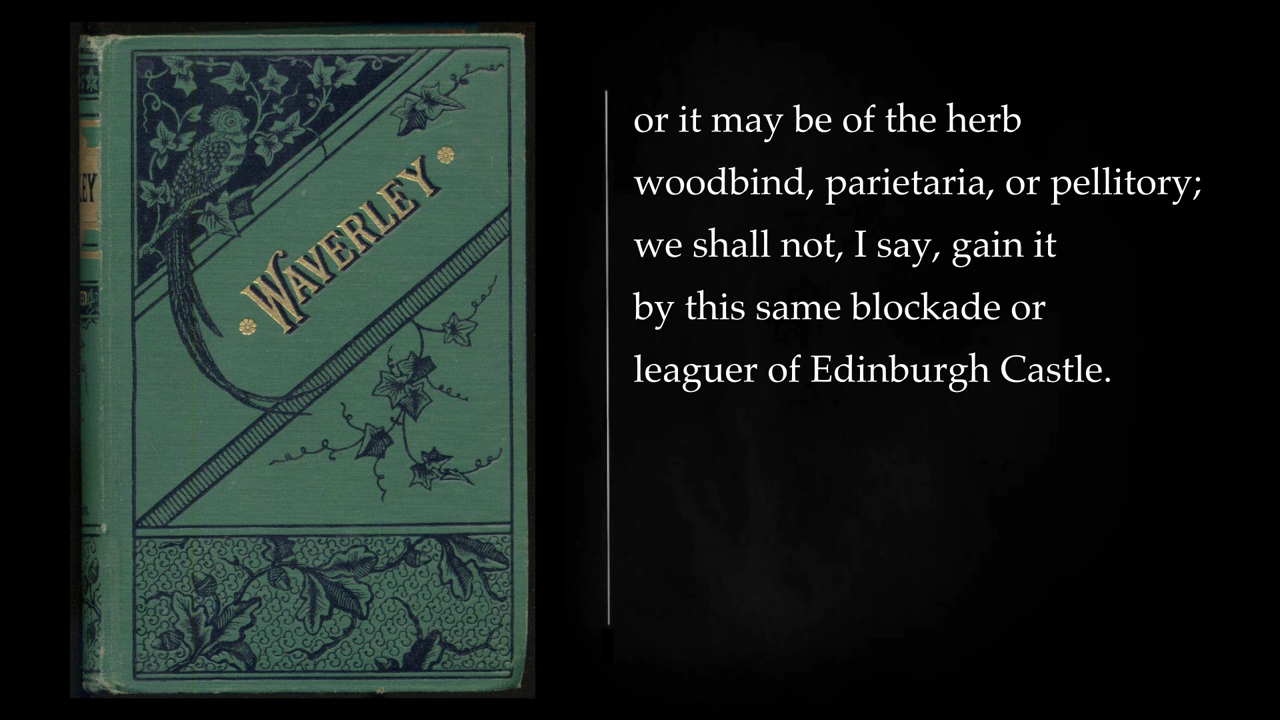 WAVERLEY
or it may be of the herb
woodbind, parietaria, or pellitory;
we shall not, I say, gain it
by this same blockade or
leaguer of Edinburgh Castle.